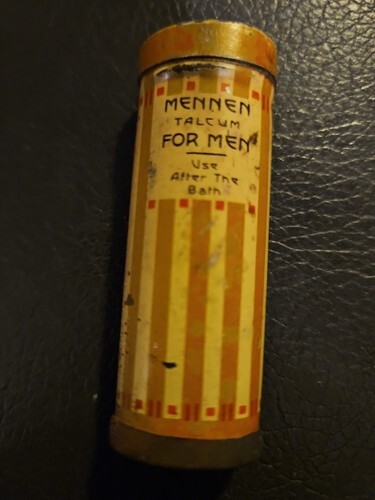 MENNEN
TALCUM
FOR MEN
Use
After The
Bath